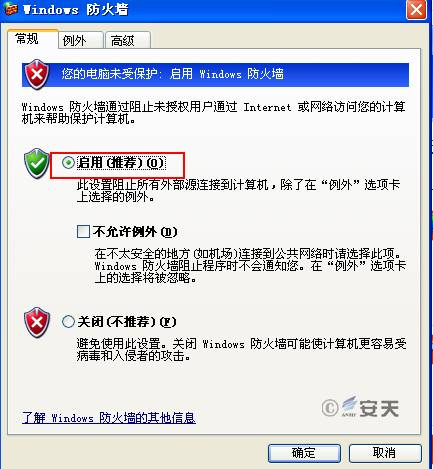 Windows 防火墙
常规 例外 高级
您的电脑未受保护: 启用 Windows 防火墙
Windows 防火墙通过阻止未授权用户通过 Internet 或网络访问您的计算
机来帮助保护计算机。
启用(推荐)(O)
此设置阻止所有外部源连接到计算机，除了在“例外”选项卡
上选择的例外。
不允许例外(D)
在不太安全的地方(如机场)连接到公共网络时请选择此项。
Windows 防火墙阻止程序时不会通知您。在“例外”选项卡
上的选择将被忽略。
关闭(不推荐)(F)
避免使用此设置。关闭 Windows 防火墙可能使计算机更容易受
病毒和入侵者的攻击。
© 安天
了解 Windows 防火墙的其他信息
确定 取消